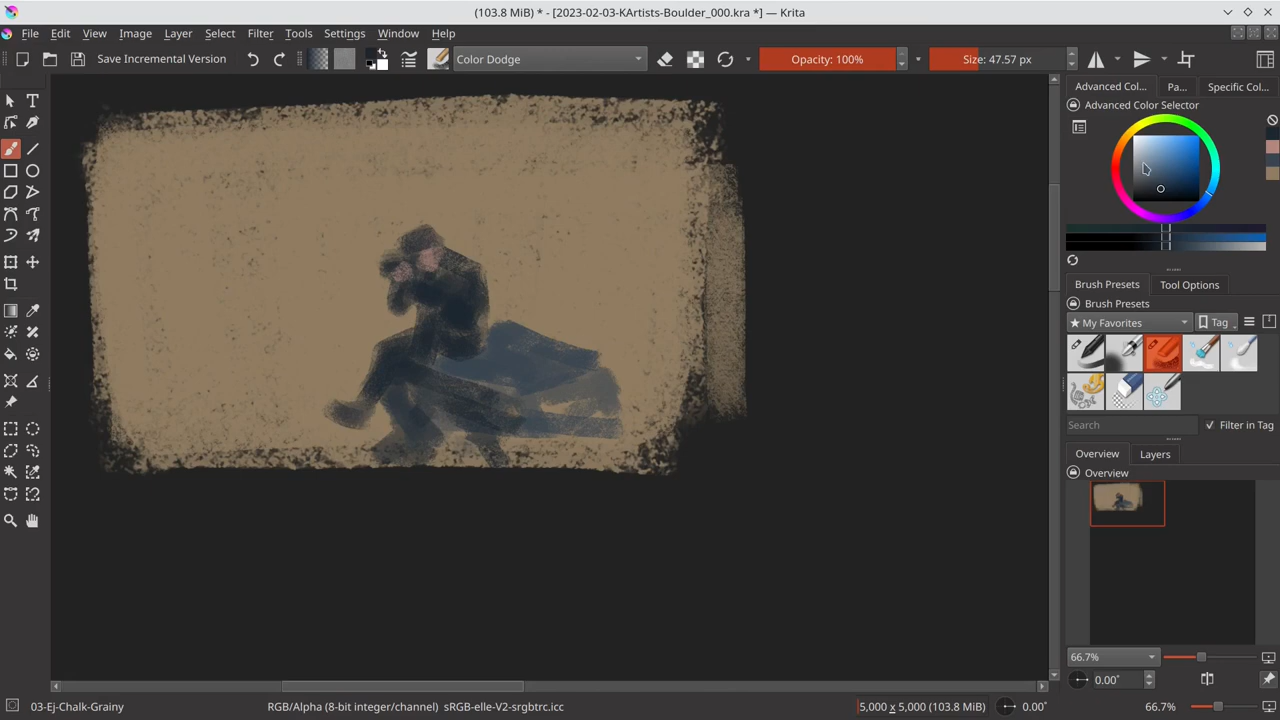 (103.8 MiB) * - [2023-02-03-KArtists-Boulder_000.kra *] — Krita
File Edit View Image Layer Select Filter Tools Settings Window Help
Save Incremental Version Color Dodge Opacity: 100% Size: 47.57 px
Advanced Col... Pa... Specific Col...
Advanced Color Selector
Brush Presets Tool Options
Brush Presets
★ My Favorites Tag
Search Filter in Tag
Overview Layers
Overview
66.7%
0.00°
03-Ej-Chalk-Grainy RGB/Alpha (8-bit integer/channel) sRGB-elle-V2-srgbtrc.icc 5,000 x 5,000 (103.8 MiB) 0.00° 66.7%